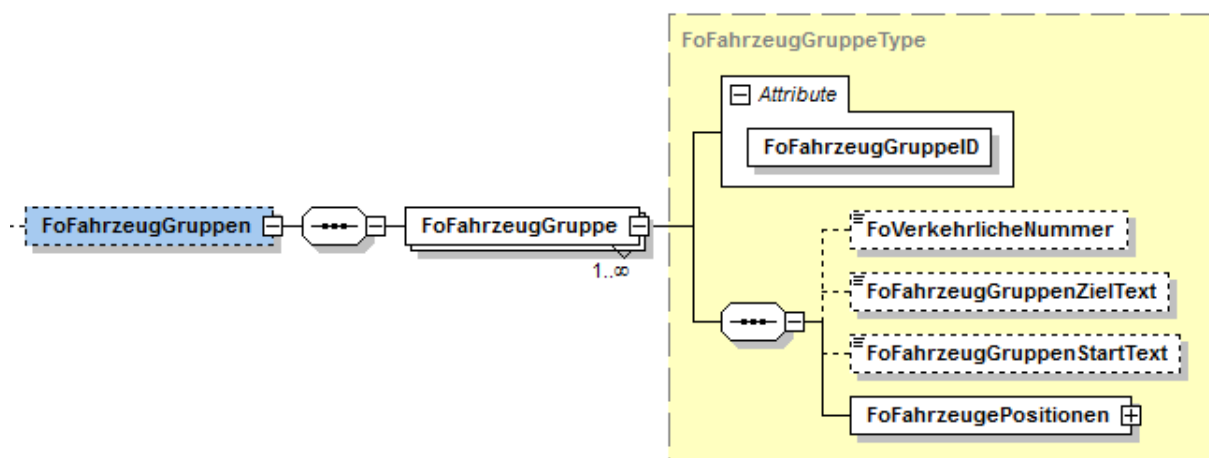 FoFahrzeugGruppeType
Attribute
FoFahrzeugGruppeID
FoFahrzeugGruppen
FoFahrzeugGruppe
1..∞
FoVerkehrlicheNummer
FoFahrzeugGruppenZielText
FoFahrzeugGruppenStartText
FoFahrzeugePositionen